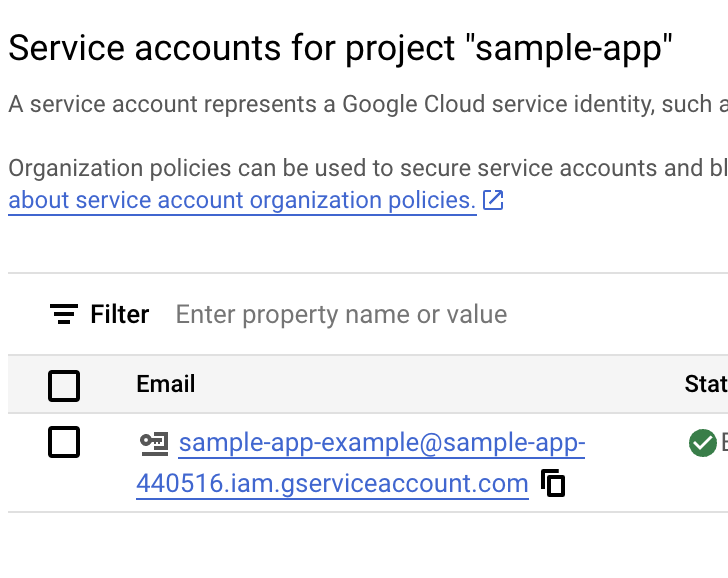 Service accounts for project "sample-app"
A service account represents a Google Cloud service identity, such a
Organization policies can be used to secure service accounts and bl
about service account organization policies.
Filter Enter property name or value
Email Stat
sample-app-example@sample-app-
440516.iam.gserviceaccount.com